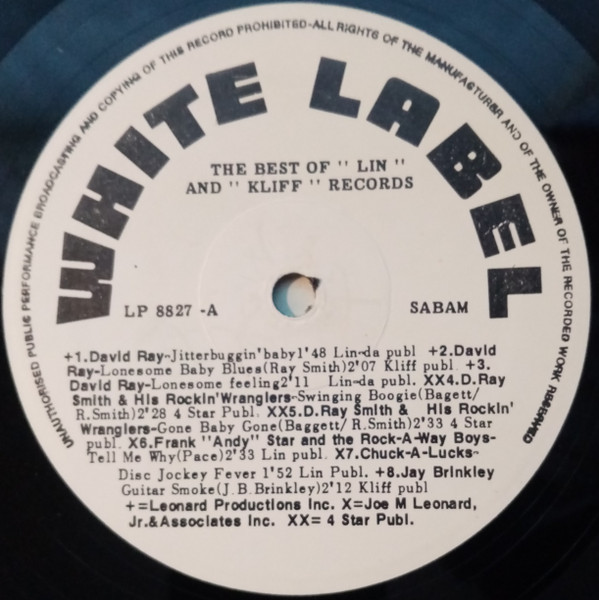 UNAUTHORISED PUBLIC PERFORMANCE BROADCASTING AND COPYING OF THIS RECORD PROHIBITED-ALL RIGHTS OF THE MANUFACTURER AND OF THE OWNER OF THE RECORDED WORK RESERVED
WHITE LABEL
THE BEST OF " LIN "
AND " KLIFF " RECORDS
LP 8827 -A
SABAM
+1.David Ray-Jitterbuggin'baby1'48 Lin-da publ +2.David
Ray-Lonesome Baby Blues(Ray Smith)2'07 Kliff publ. +3.
David Ray-Lonesome feeling2'11 Lin-da publ. XX4.D.Ray
Smith & His Rockin'Wranglers-Swinging Boogie(Bagett/
R.Smith)2'28 4 Star Publ. XX5.D.Ray Smith & His Rockin'
Wranglers-Gone Baby Gone(Baggett/ R.Smith)2'33 4 Star
publ. X6.Frank "Andy" Star and the Rock-A-Way Boys-
Tell Me Why(Pace)2'33 Lin publ. X7.Chuck-A-Lucks-
Disc Jockey Fever 1'52 Lin Publ. +8.Jay Brinkley
Guitar Smoke(J.B.Brinkley)2'12 Kliff publ
+=Leonard Productions Inc. X=Joe M Leonard,
Jr.&Associates Inc. XX= 4 Star Publ.